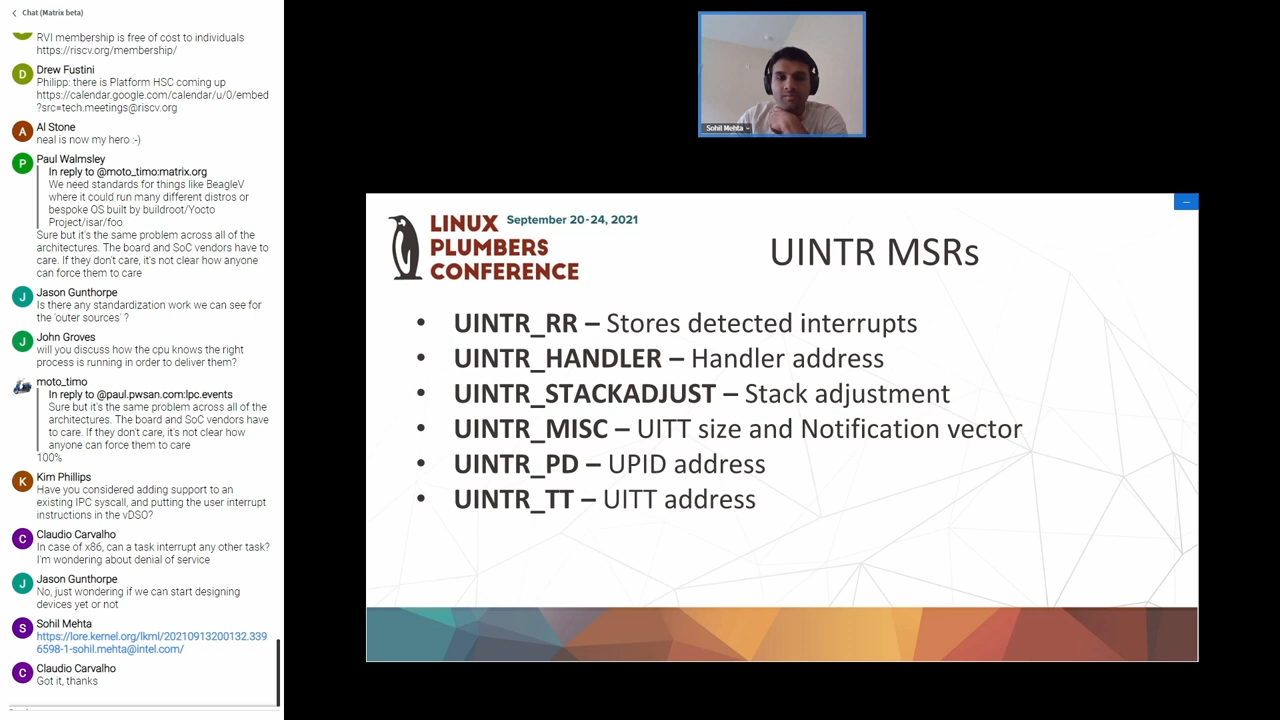 Chat (Matrix beta)
RVI membership is free of cost to individuals
https://riscv.org/membership/
D
Drew Fustini
Philipp: there is Platform HSC coming up
https://calendar.google.com/calendar/u/0/embed
?src=tech.meetings@riscv.org
A
Al Stone
neal is now my hero :-)
P
Paul Walmsley
In reply to @moto_timo:matrix.org
We need standards for things like BeagleV
where it could run many different distros or
bespoke OS built by buildroot/Yocto
Project/isar/foo
Sure but it's the same problem across all of the
architectures. The board and SoC vendors have to
care. If they don't care, it's not clear how anyone
can force them to care
J
Jason Gunthorpe
Is there any standardization work we can see for
the 'outer sources' ?
J
John Groves
will you discuss how the cpu knows the right
process is running in order to deliver them?
moto_timo
In reply to @paul.pwsan.com:lpc.events
Sure but it's the same problem across all of the
architectures. The board and SoC vendors have
to care. If they don't care, it's not clear how
anyone can force them to care
100%
K
Kim Phillips
Have you considered adding support to an
existing IPC syscall, and putting the user interrupt
instructions in the vDSO?
C
Claudio Carvalho
In case of x86, can a task interrupt any other task?
I'm wondering about denial of service
J
Jason Gunthorpe
No, just wondering if we can start designing
devices yet or not
S
Sohil Mehta
https://lore.kernel.org/lkml/20210913200132.339
6598-1-sohil.mehta@intel.com/
C
Claudio Carvalho
Got it, thanks
Sohil Mehta
LINUX September 20-24, 2021
PLUMBERS
CONFERENCE
UINTR MSRs
• UINTR_RR – Stores detected interrupts
• UINTR_HANDLER – Handler address
• UINTR_STACKADJUST – Stack adjustment
• UINTR_MISC – UITT size and Notification vector
• UINTR_PD – UPID address
• UINTR_TT – UITT address